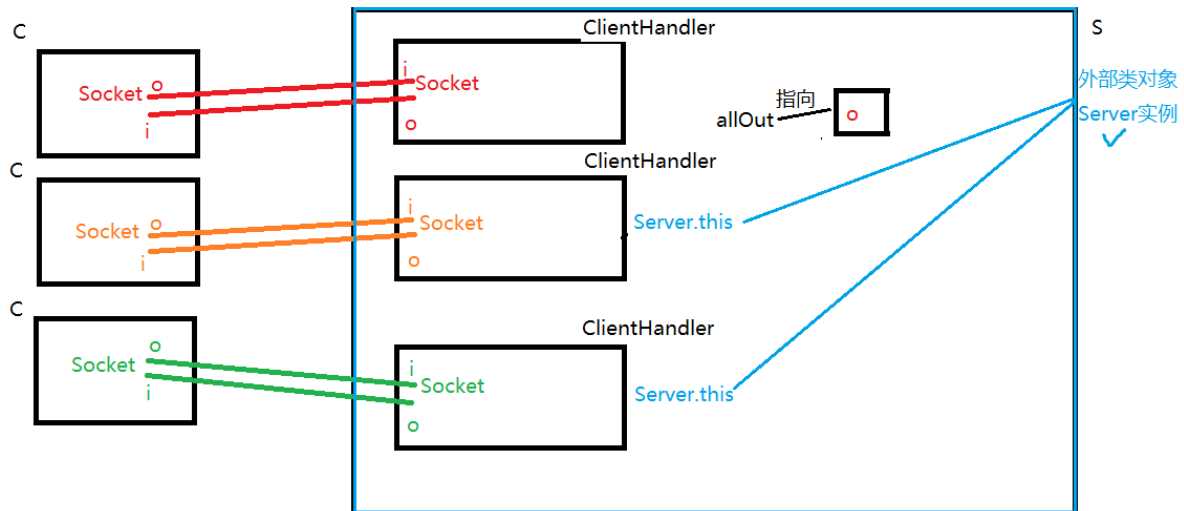 C
ClientHandler
S
Socket
o
i
i
Socket
o
外部类对象
Server实例
指向
allOut
o
C
ClientHandler
Socket
o
i
i
Socket
o
Server.this
C
ClientHandler
Socket
o
i
i
Socket
o
Server.this